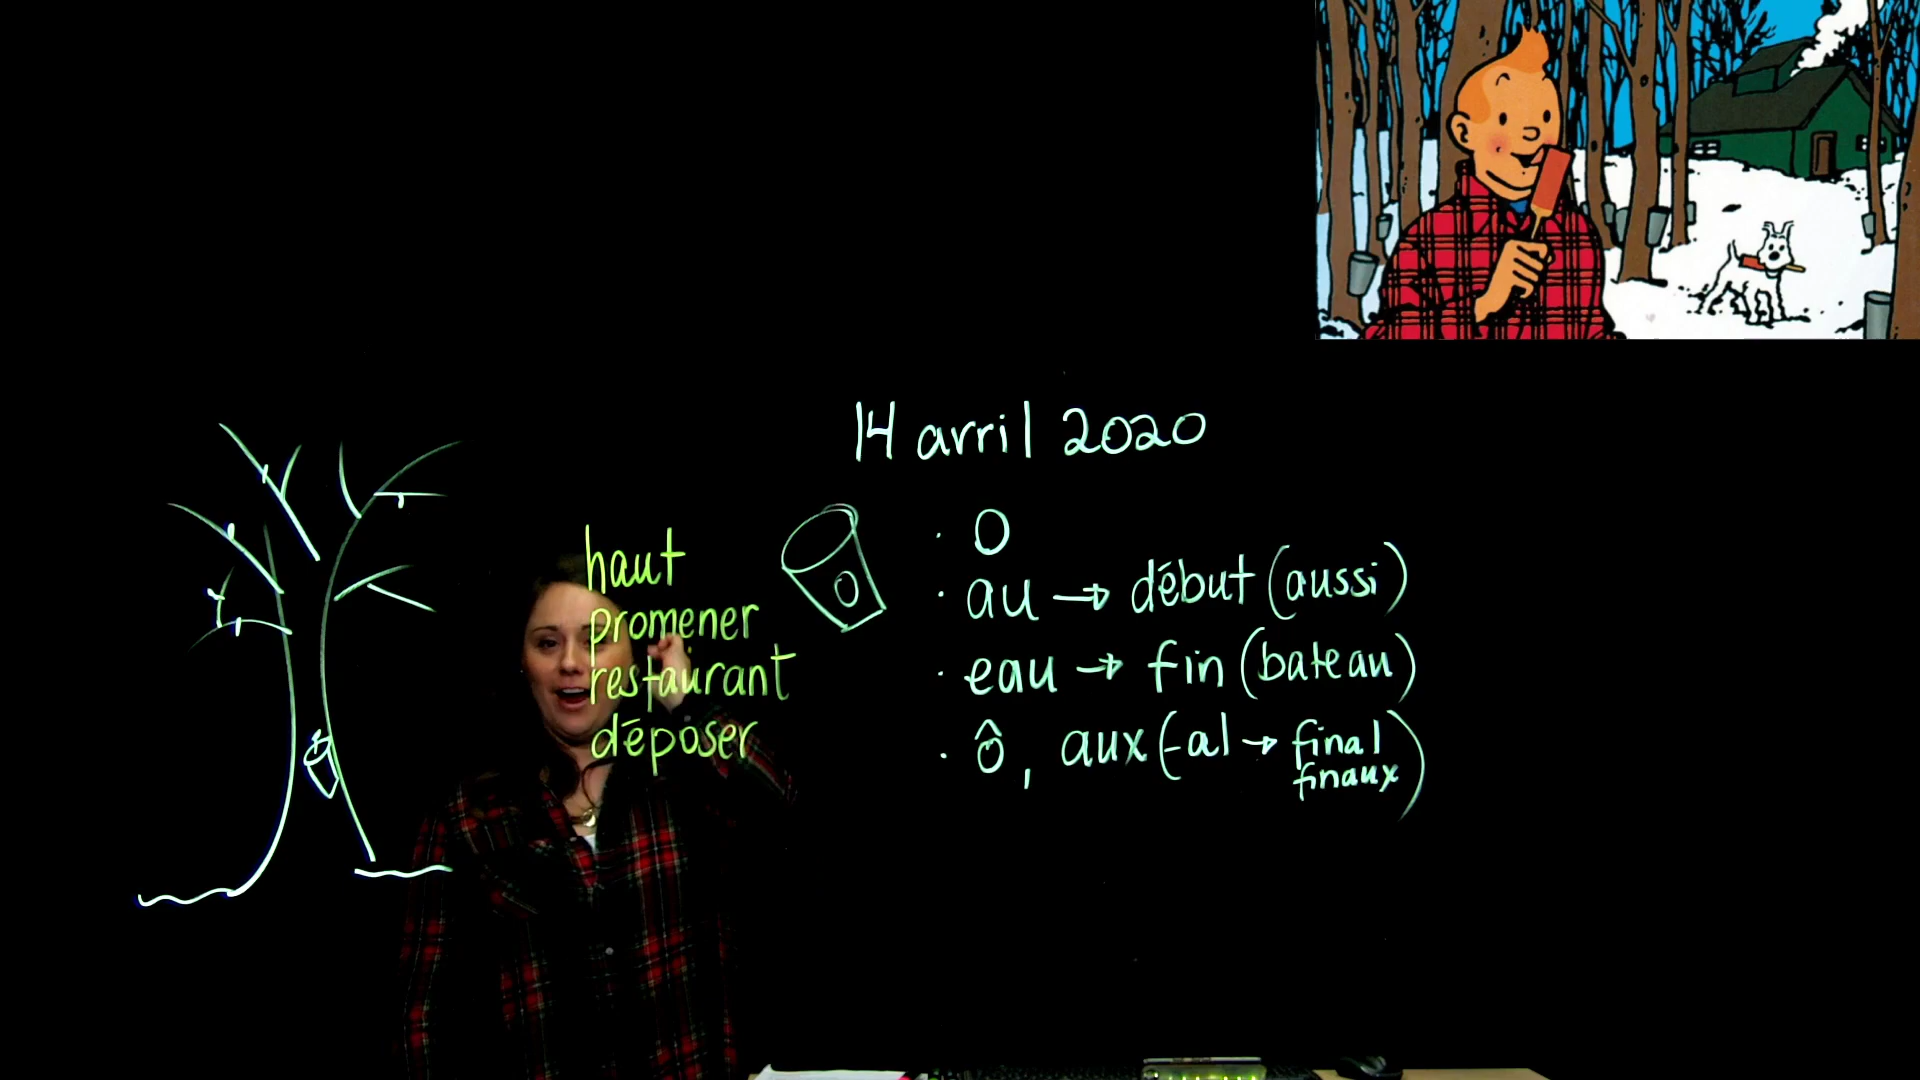 14 avril 2020
haut
promener
restaurant
déposer
O
· O
· au → début (aussi)
· eau → fin (bateau)
· ô, aux (-al → final
finaux)